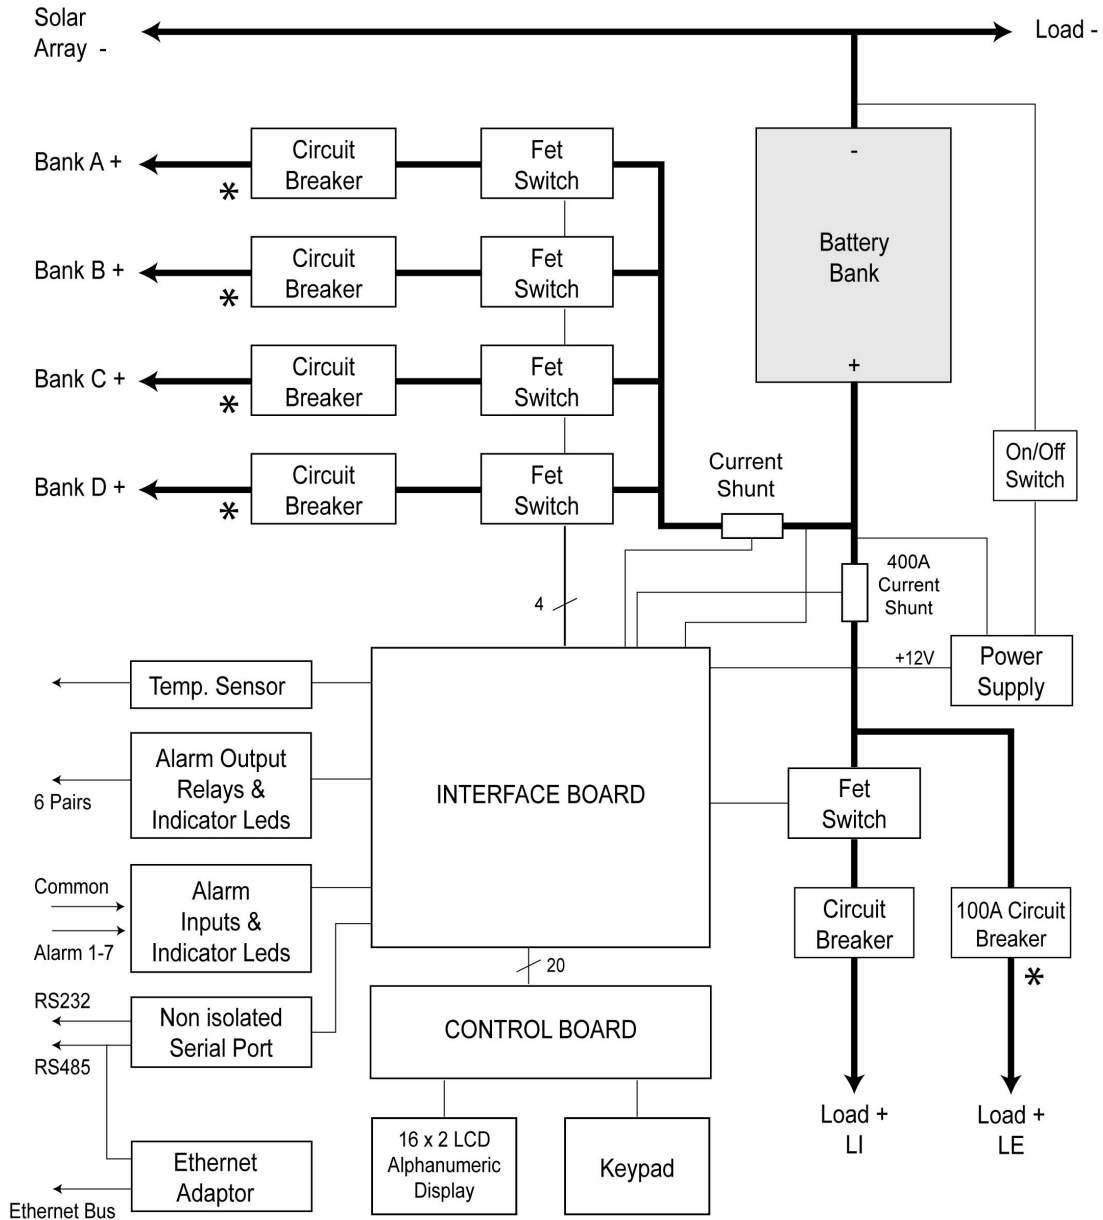 Solar
Array -
Load -
Bank A +
*
Circuit
Breaker
Fet
Switch
-
Battery
Bank
+
Bank B +
*
Circuit
Breaker
Fet
Switch
Bank C +
*
Circuit
Breaker
Fet
Switch
Bank D +
*
Circuit
Breaker
Fet
Switch
Current
Shunt
On/Off
Switch
400A
Current
Shunt
4
+12V
Power
Supply
Temp. Sensor
Alarm Output
Relays &
Indicator Leds
6 Pairs
INTERFACE BOARD
Fet
Switch
Common
Alarm 1-7
Alarm
Inputs &
Indicator Leds
Circuit
Breaker
100A Circuit
Breaker
*
20
RS232
RS485
Non isolated
Serial Port
CONTROL BOARD
Load +
LI
Load +
LE
16 x 2 LCD
Alphanumeric
Display
Keypad
Ethernet
Adaptor
Ethernet Bus